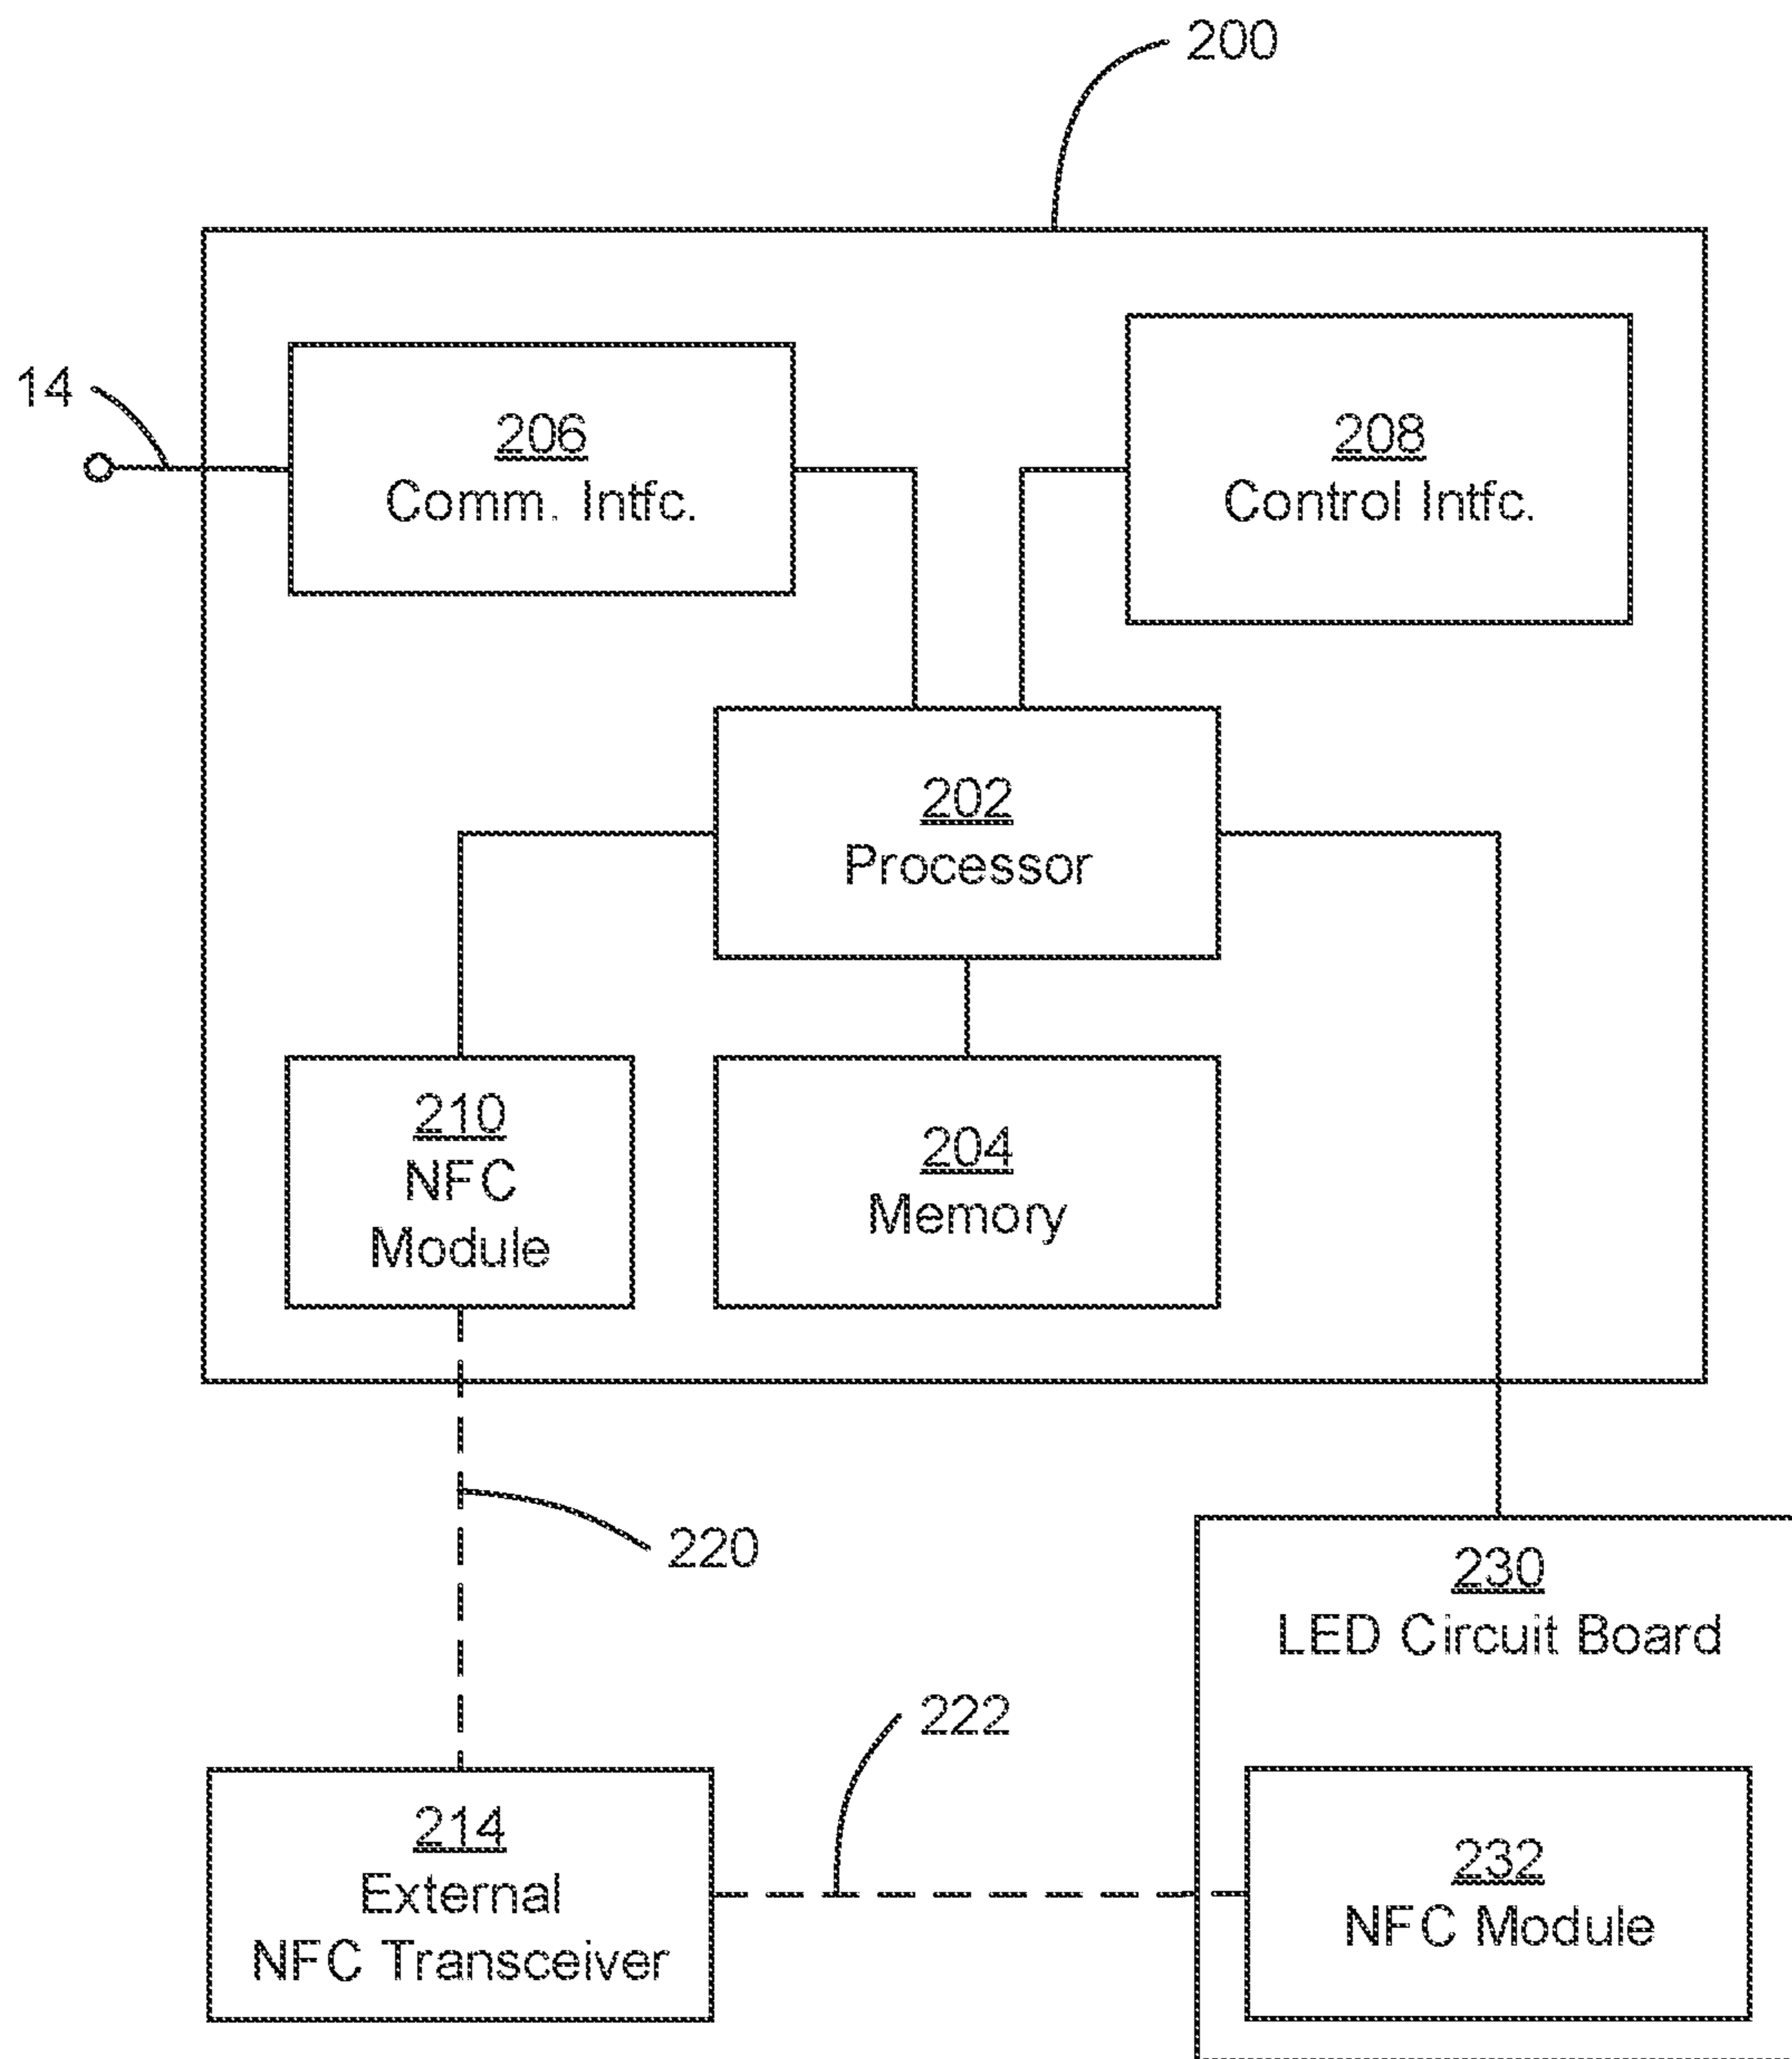 200
14
206
Comm. Intfc.
208
Control Intfc.
202
Processor
210
NFC
Module
204
Memory
220
230
LED Circuit Board
222
214
External
NFC Transceiver
232
NFC Module